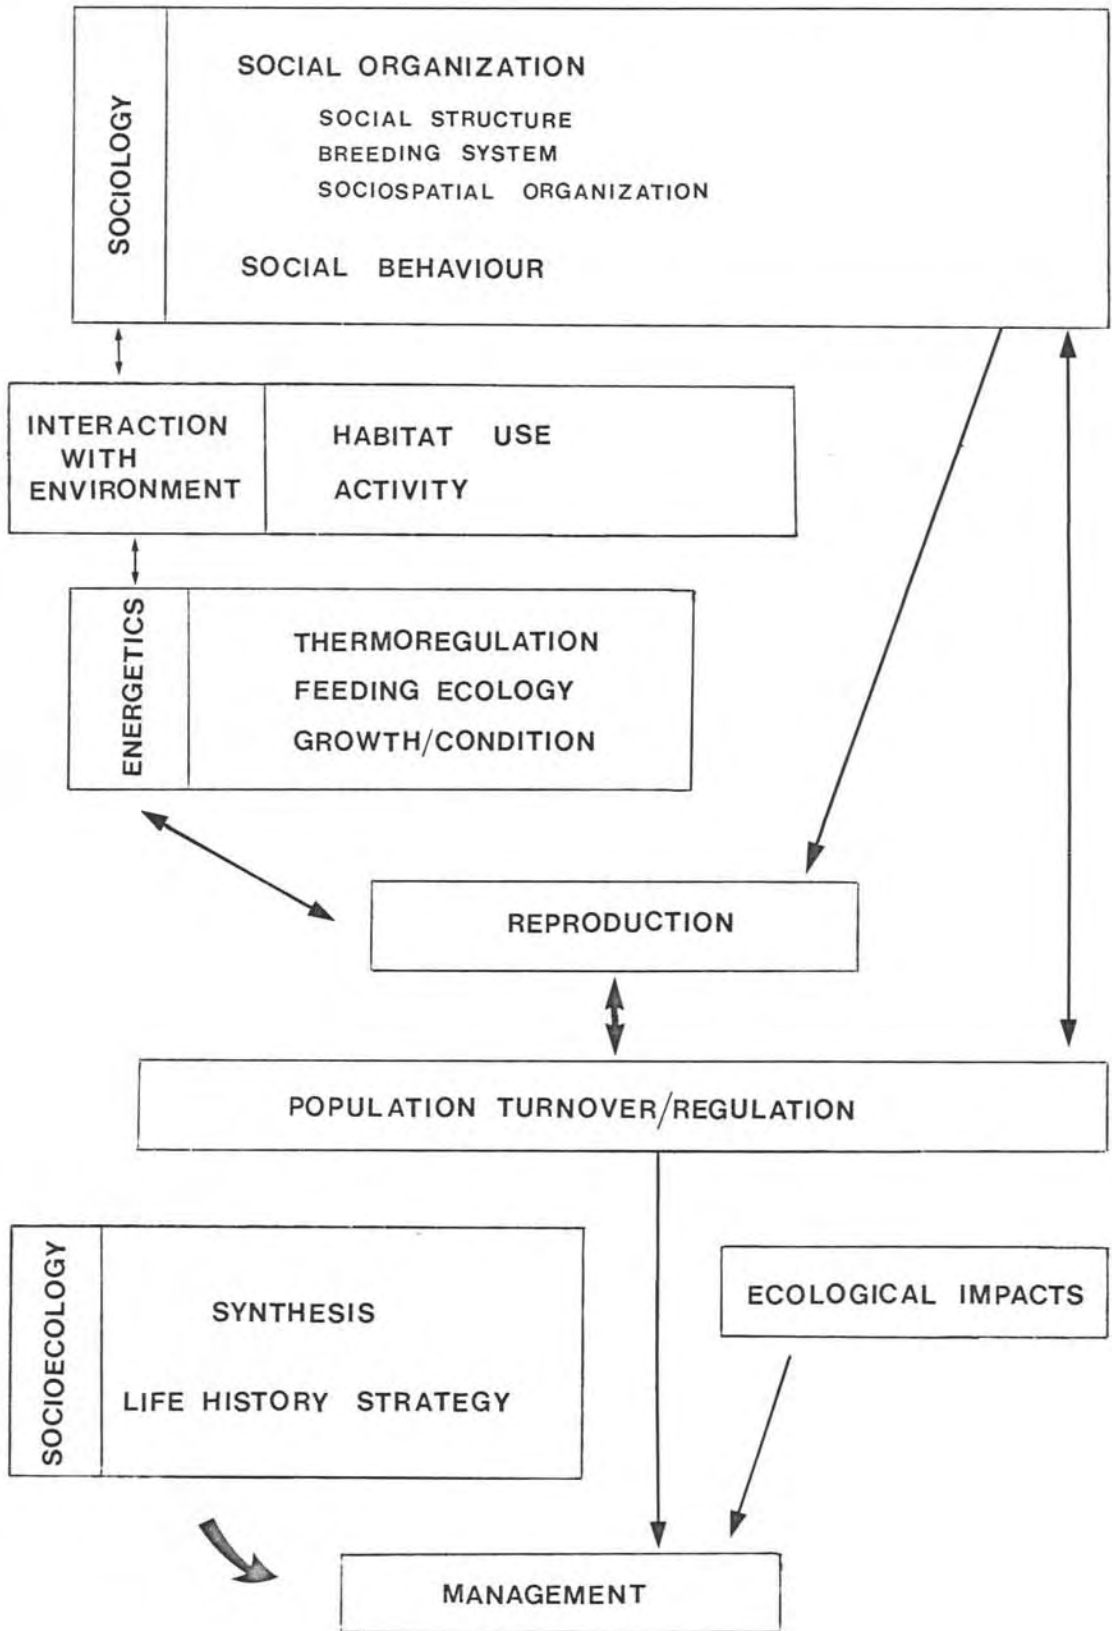 SOCIOLOGY
SOCIAL ORGANIZATION
SOCIAL STRUCTURE
BREEDING SYSTEM
SOCIOSPATIAL ORGANIZATION
SOCIAL BEHAVIOUR
INTERACTION
WITH
ENVIRONMENT
HABITAT USE
ACTIVITY
ENERGETICS
THERMOREGULATION
FEEDING ECOLOGY
GROWTH/CONDITION
REPRODUCTION
POPULATION TURNOVER/REGULATION
SOCIOECOLOGY
SYNTHESIS
LIFE HISTORY STRATEGY
ECOLOGICAL IMPACTS
MANAGEMENT